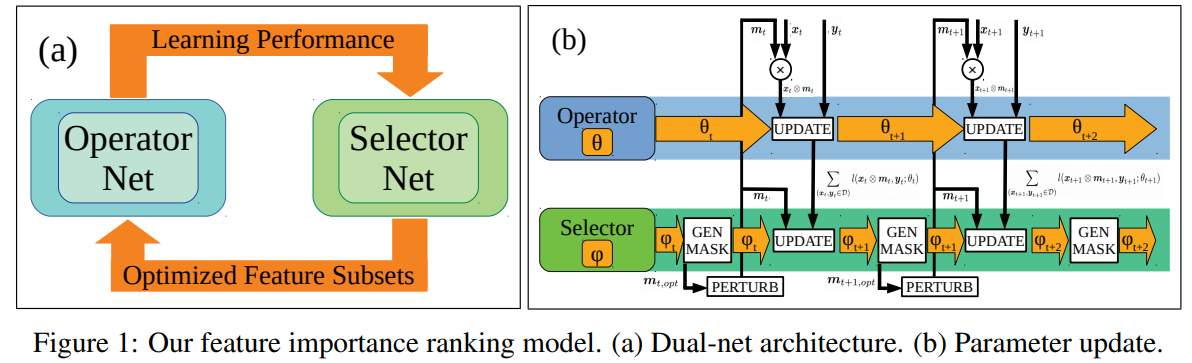 (a)
Learning Performance
Operator
Net
Selector
Net
Optimized Feature Subsets
(b)
m_t x_t y_t m_{t+1} x_{t+1} y_{t+1}
⊗ ⊗
x_t ⊗ m_t x_{t+1} ⊗ m_{t+1}
Operator
θ
θ_t UPDATE θ_{t+1} UPDATE θ_{t+2}
∑ l(x_t ⊗ m_t, y_t; θ_t) ∑ l(x_{t+1} ⊗ m_{t+1}, y_{t+1}; θ_{t+1})
(x_t, y_t ∈ D) (x_{t+1}, y_{t+1} ∈ D)
m_t m_{t+1}
Selector
φ
φ_t GEN MASK φ_t UPDATE φ_{t+1} GEN MASK φ_{t+1} UPDATE φ_{t+2} GEN MASK φ_{t+2}
m_{t,opt} PERTURB m_{t+1,opt} PERTURB
Figure 1: Our feature importance ranking model. (a) Dual-net architecture. (b) Parameter update.